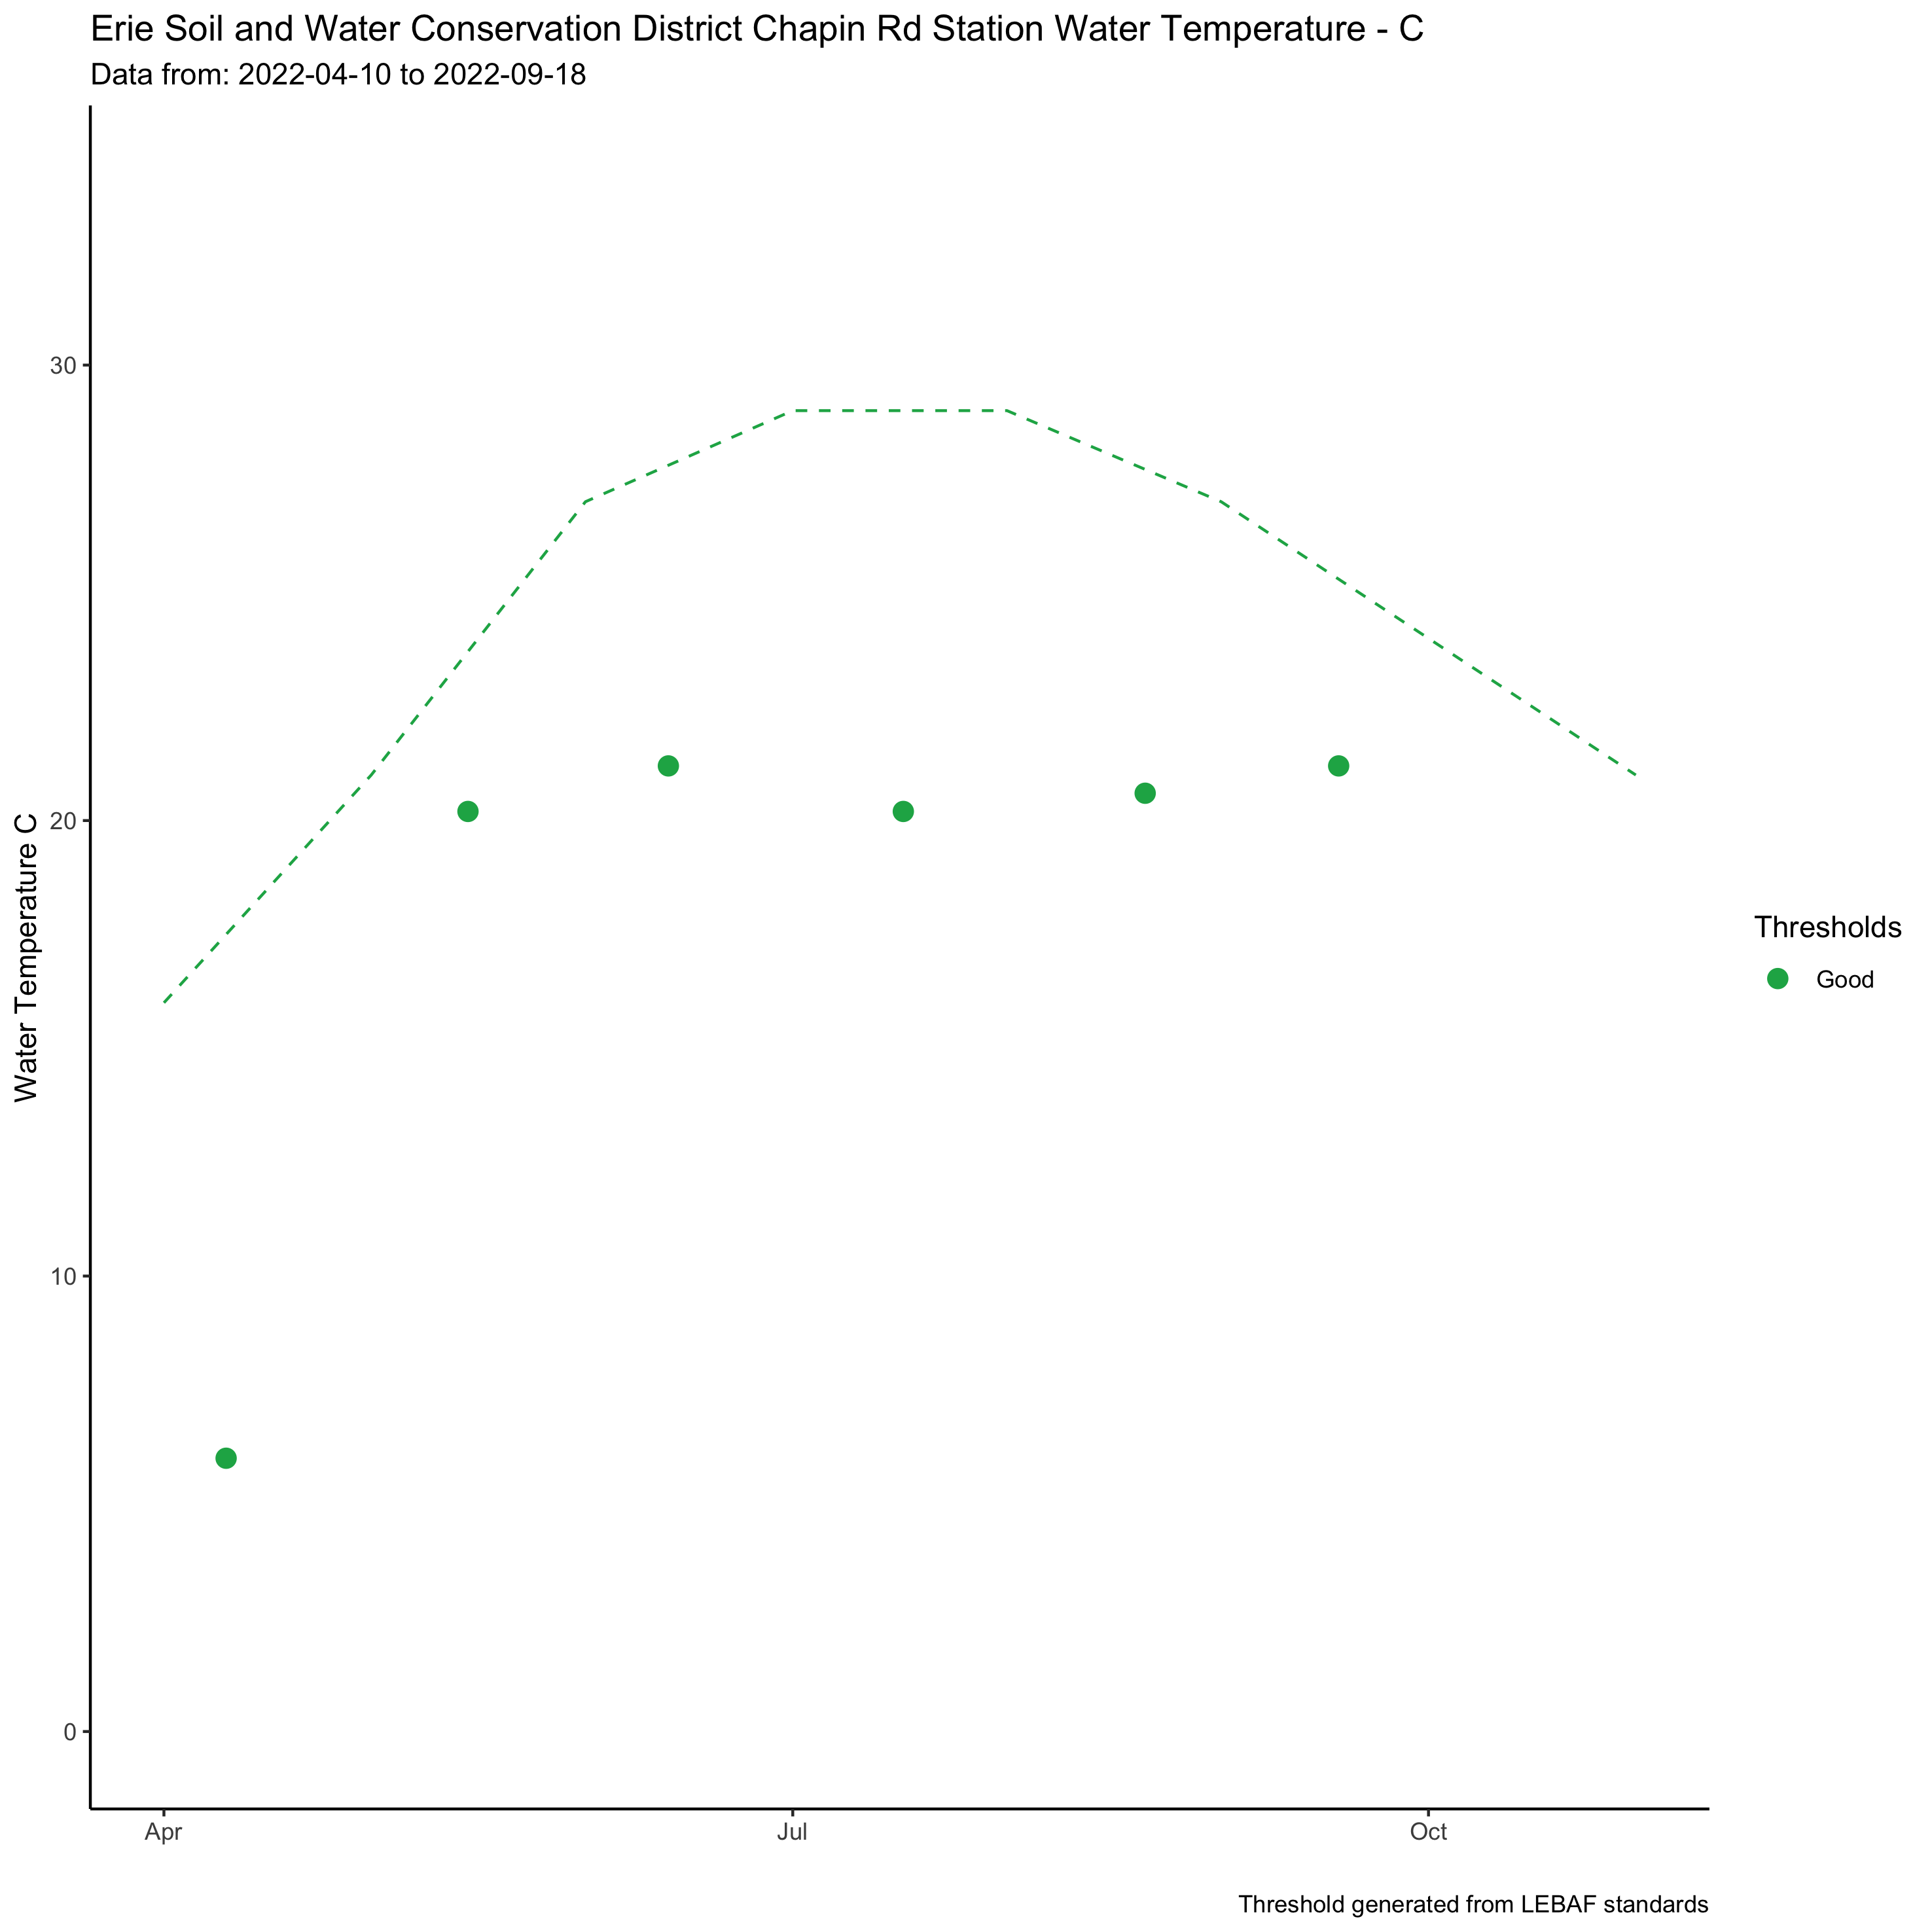 Erie Soil and Water Conservation District Chapin Rd Station Water Temperature - C
Data from: 2022-04-10 to 2022-09-18
30
20
10
0
Water Temperature C
Apr
Jul
Oct
Thresholds
Good
Threshold generated from LEBAF standards